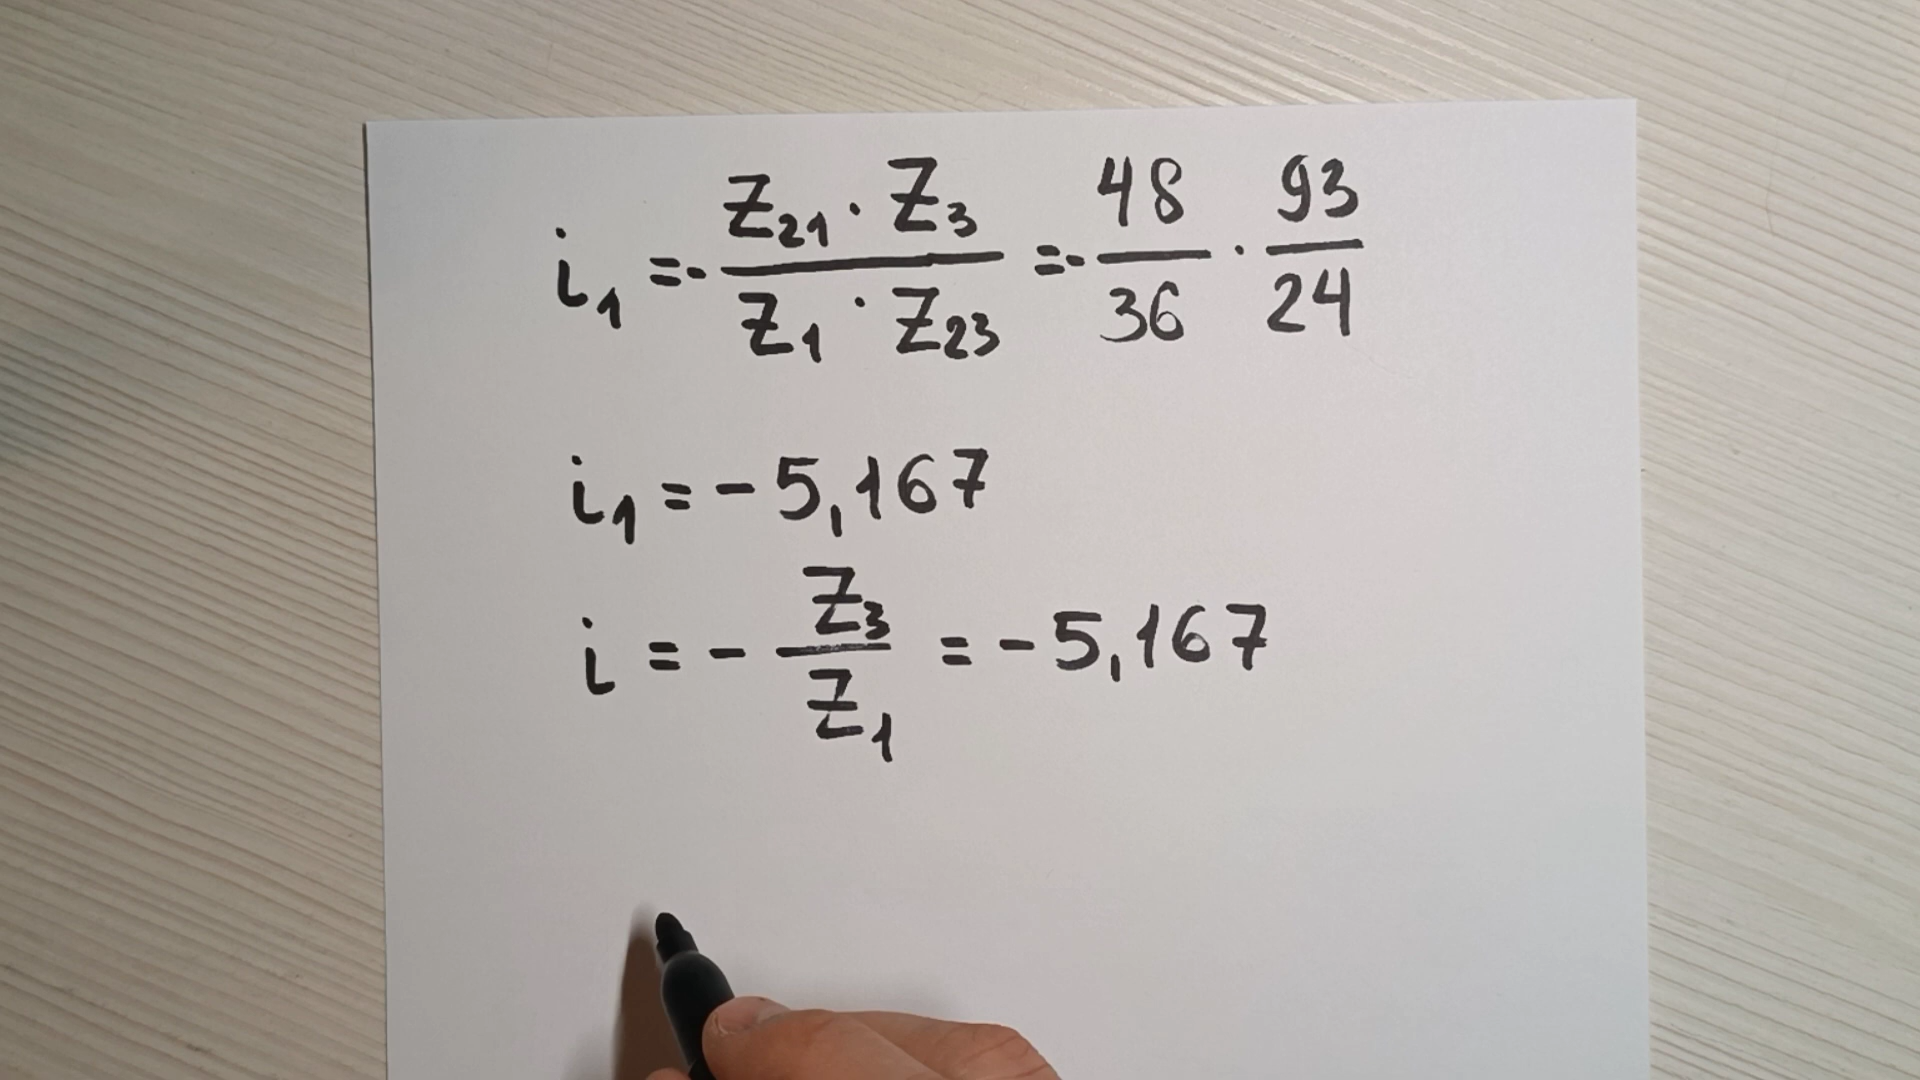 i₁ = - Z₂₁ · Z₃ / Z₁ · Z₂₃ = - 48/36 · 93/24
i₁ = - 5,167
i = - Z₃/Z₁ = - 5,167